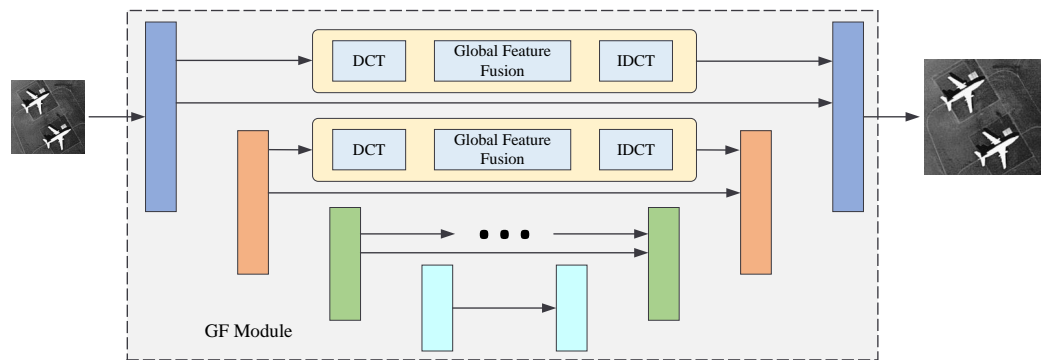 DCT
Global Feature
Fusion
IDCT
DCT
Global Feature
Fusion
IDCT
GF Module